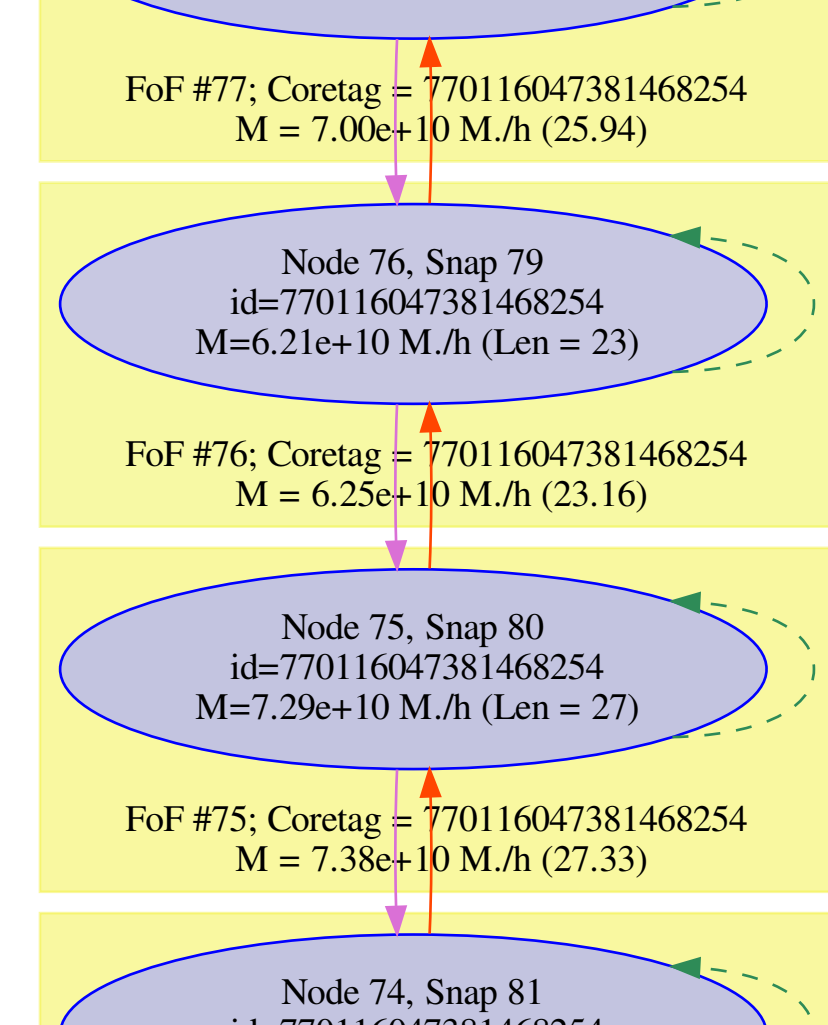 FoF #77; Coretag = 770116047381468254
M = 7.00e+10 M./h (25.94)
Node 76, Snap 79
id=770116047381468254
M=6.21e+10 M./h (Len = 23)
FoF #76; Coretag = 770116047381468254
M = 6.25e+10 M./h (23.16)
Node 75, Snap 80
id=770116047381468254
M=7.29e+10 M./h (Len = 27)
FoF #75; Coretag = 770116047381468254
M = 7.38e+10 M./h (27.33)
Node 74, Snap 81
id=770116047381468254